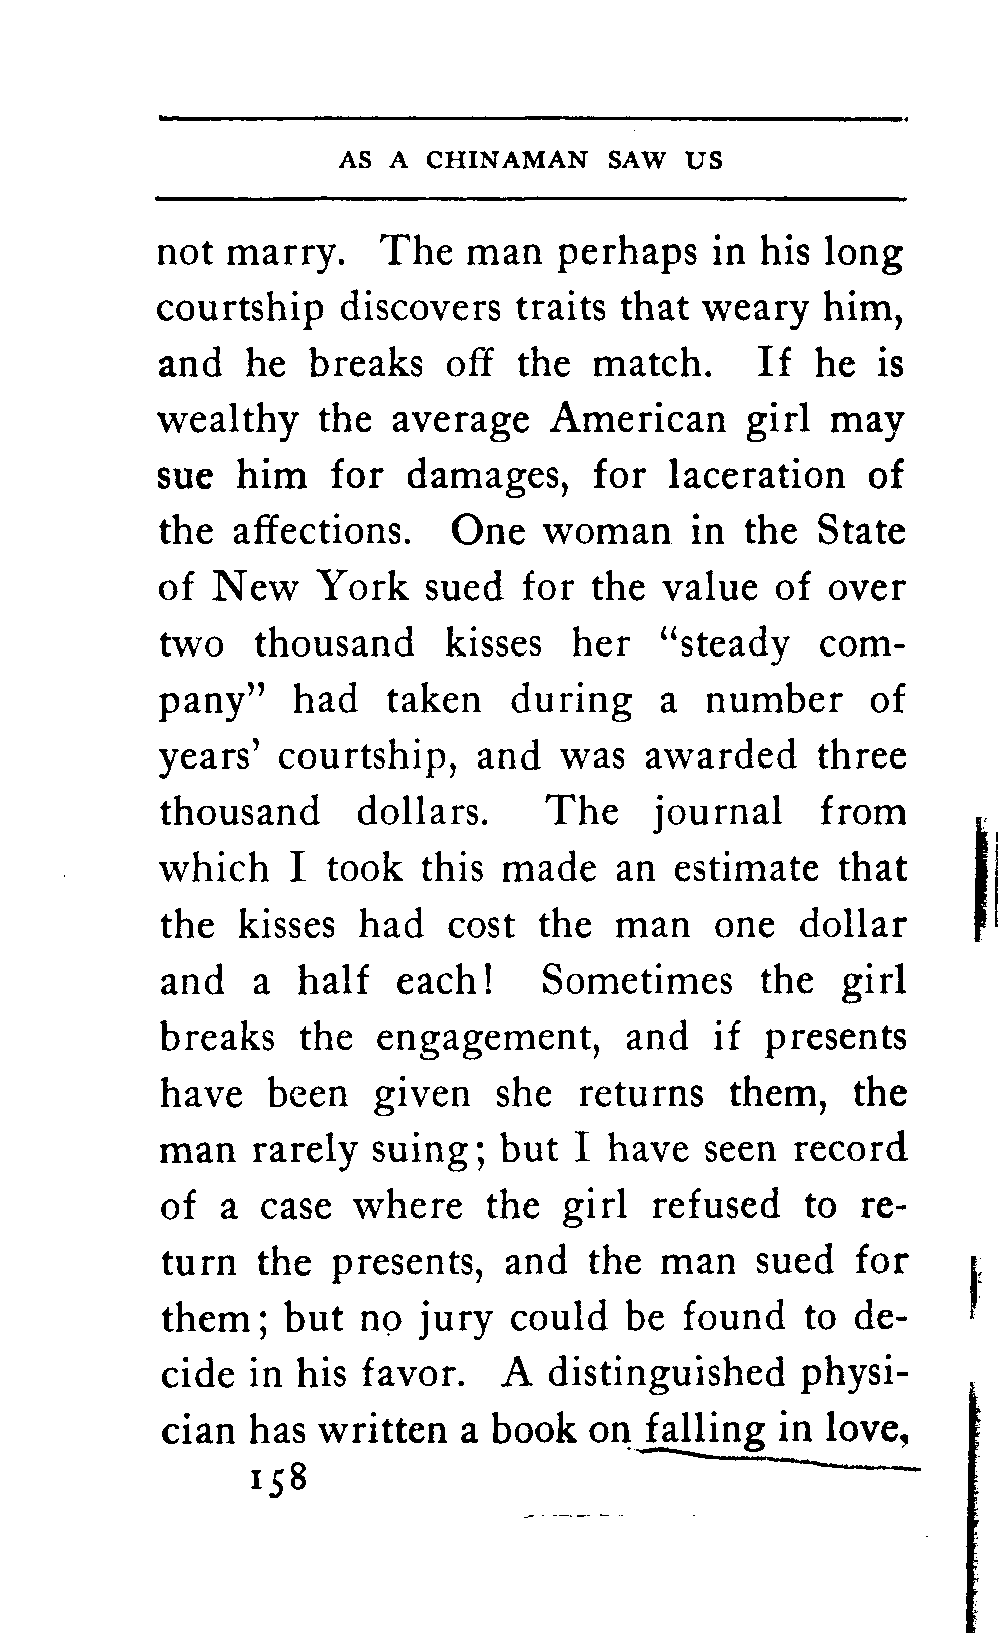 AS A CHINAMAN SAW US
not marry. The man perhaps in his long
courtship discovers traits that weary him,
and he breaks off the match. If he is
wealthy the average American girl may
sue him for damages, for laceration of
the affections. One woman in the State
of New York sued for the value of over
two thousand kisses her “steady com-
pany” had taken during a number of
years’ courtship, and was awarded three
thousand dollars. The journal from
which I took this made an estimate that
the kisses had cost the man one dollar
and a half each! Sometimes the girl
breaks the engagement, and if presents
have been given she returns them, the
man rarely suing; but I have seen record
of a case where the girl refused to re-
turn the presents, and the man sued for
them; but no jury could be found to de-
cide in his favor. A distinguished physi-
cian has written a book on falling in love,
158